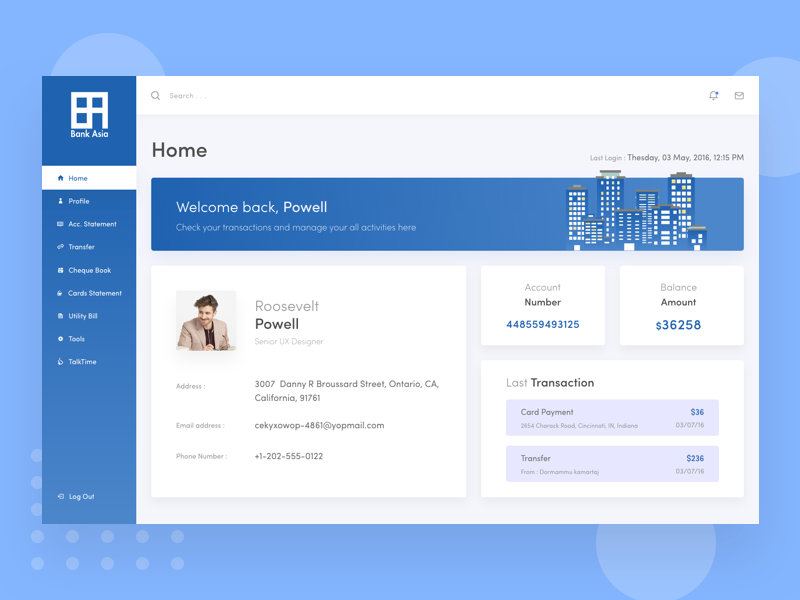 Bank Asia
Search . . .
Home
Profile
Acc. Statement
Transfer
Cheque Book
Cards Statement
Utility Bill
Tools
TalkTime
Log Out
Home
Last Login : Thesday, 03 May, 2016, 12:15 PM
Welcome back, Powell
Check your transactions and manage your all activities here
Roosevelt
Powell
Senior UX Designer
Address :
3007 Danny R Broussard Street, Ontario, CA,
California, 91761
Email address :
cekyxowop-4861@yopmail.com
Phone Number :
+1-202-555-0122
Account
Number
448559493125
Balance
Amount
$36258
Last Transaction
Card Payment
$36
2654 Charack Road, Cincinnati, IN, Indiana
03/07/16
Transfer
$236
From : Dormammu kamartaj
03/07/16